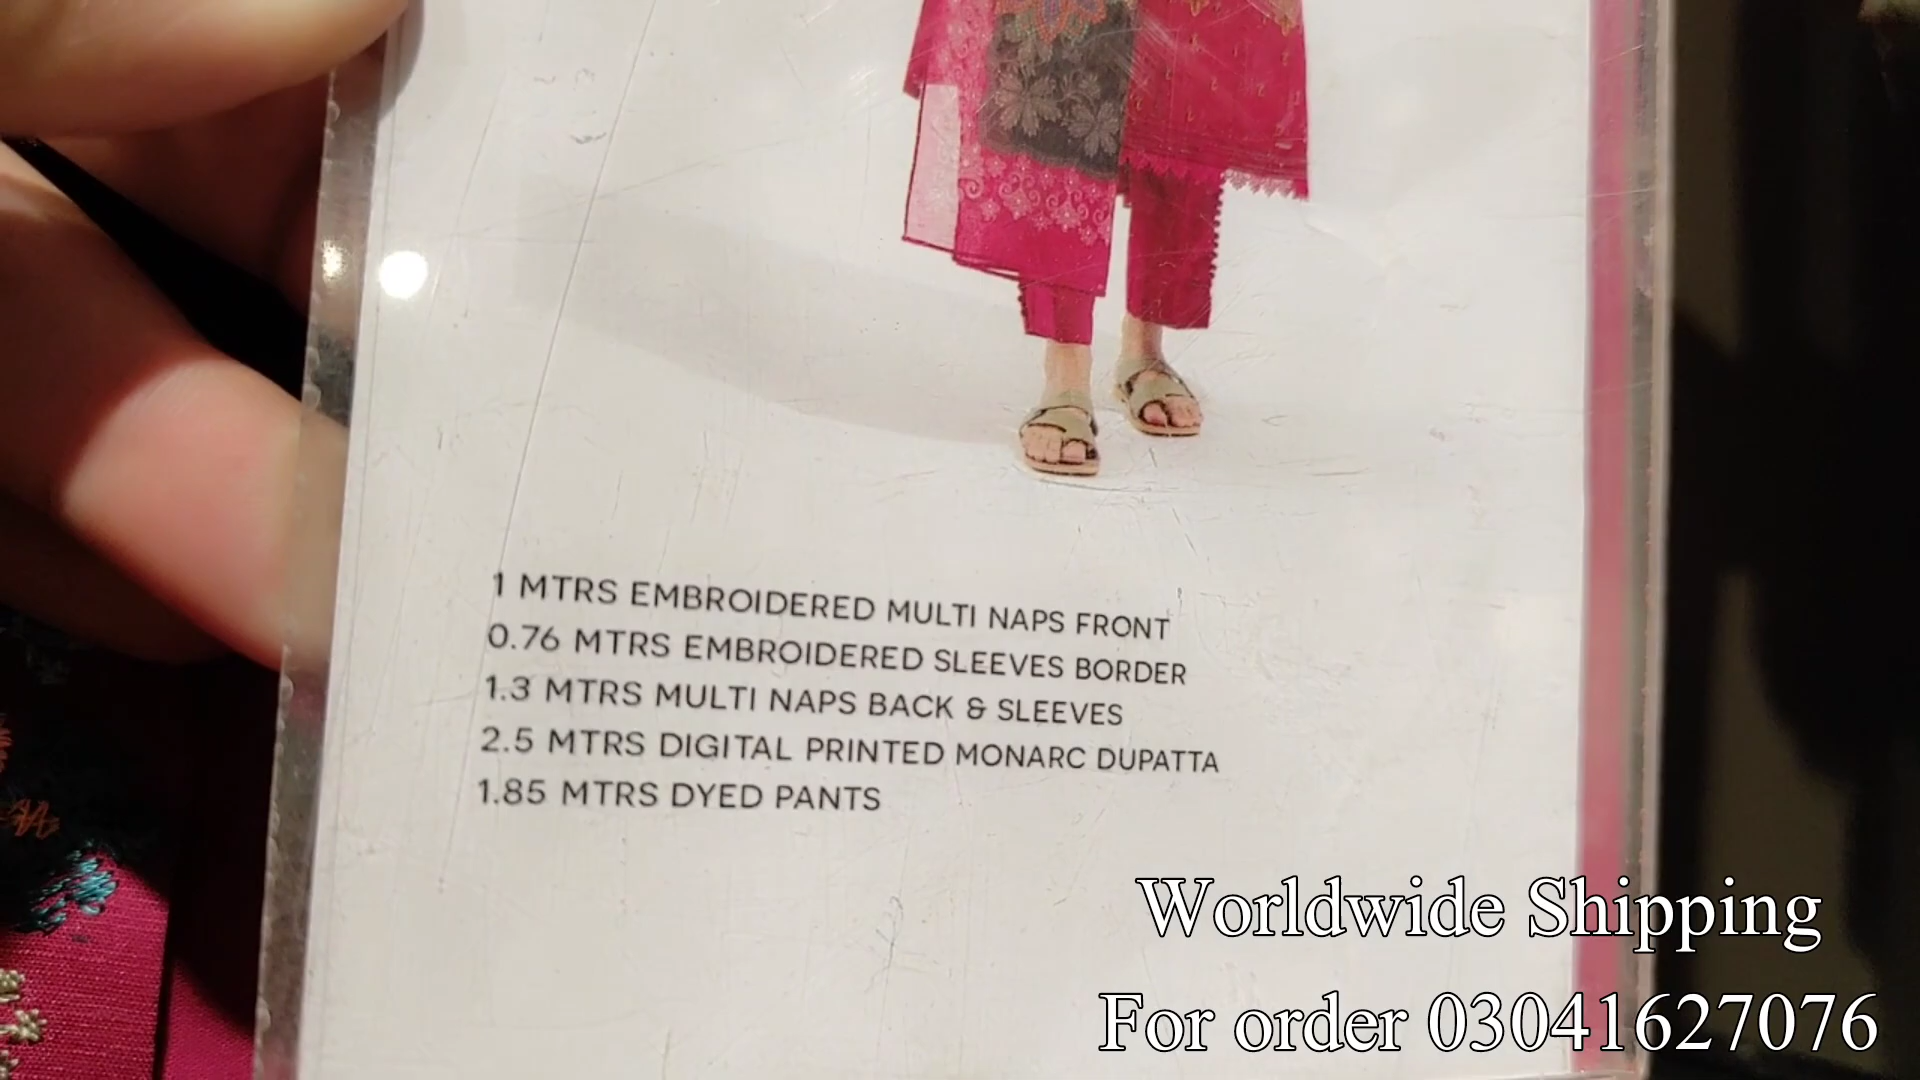 1 MTRS EMBROIDERED MULTI NAPS FRONT
0.76 MTRS EMBROIDERED SLEEVES BORDER
1.3 MTRS MULTI NAPS BACK & SLEEVES
2.5 MTRS DIGITAL PRINTED MONARC DUPATTA
1.85 MTRS DYED PANTS
Worldwide Shipping
For order 03041627076